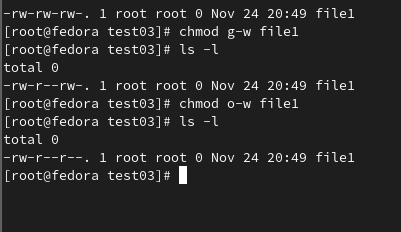 -rw-rw-rw-. 1 root root 0 Nov 24 20:49 file1
[root@fedora test03]# chmod g-w file1
[root@fedora test03]# ls -l
total 0
-rw-r--rw-. 1 root root 0 Nov 24 20:49 file1
[root@fedora test03]# chmod o-w file1
[root@fedora test03]# ls -l
total 0
-rw-r--r--. 1 root root 0 Nov 24 20:49 file1
[root@fedora test03]#